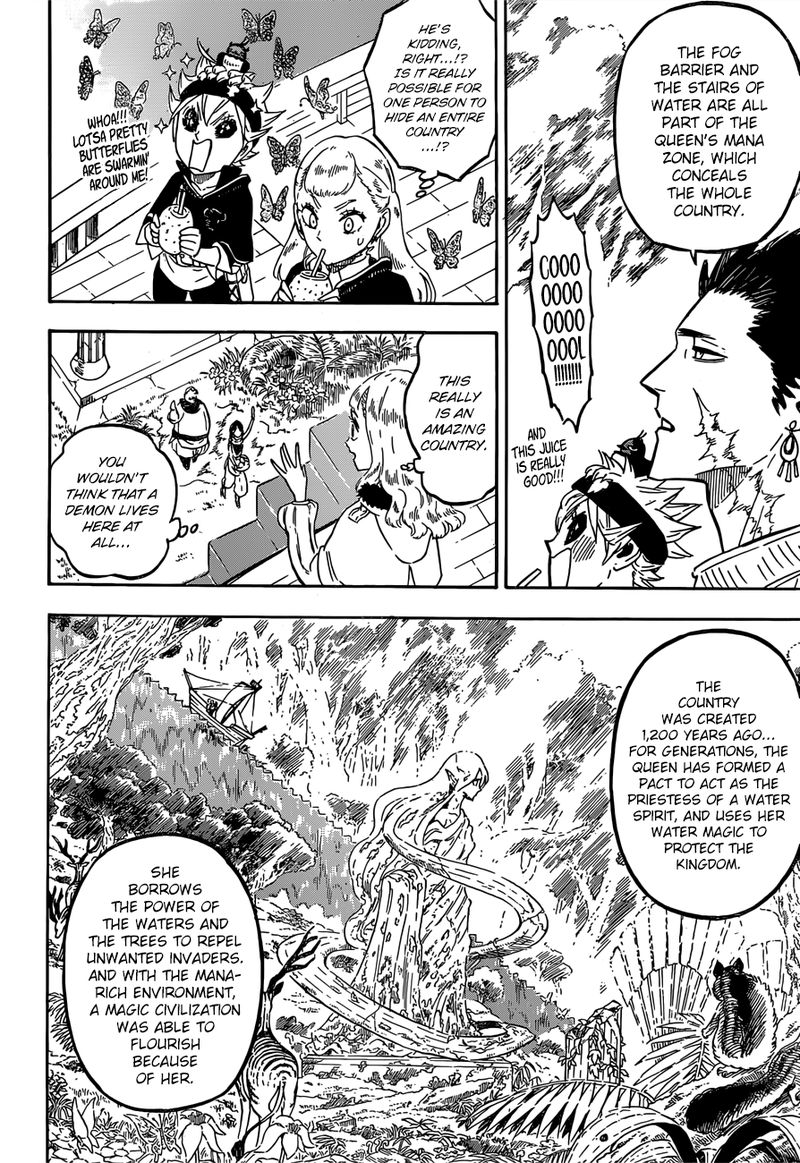 THE FOG
BARRIER AND
THE STAIRS OF
WATER ARE ALL
PART OF THE
QUEEN'S MANA
ZONE, WHICH
CONCEALS
THE WHOLE
COUNTRY.
COOO
OOOO
OOOO
OOOL
!!!!!!!
AND
THIS JUICE
IS REALLY
GOOD!!!
HE'S
KIDDING,
RIGHT...!?
IS IT REALLY
POSSIBLE FOR
ONE PERSON TO
HIDE AN ENTIRE
COUNTRY
...!?
WHOA!!!
LOTSA PRETTY
BUTTERFLIES
ARE SWARMIN'
AROUND ME!
THIS
REALLY
IS AN
AMAZING
COUNTRY.
YOU
WOULDN'T
THINK THAT A
DEMON LIVES
HERE AT
ALL...
THE
COUNTRY
WAS CREATED
1,200 YEARS AGO...
FOR GENERATIONS, THE
QUEEN HAS FORMED A
PACT TO ACT AS THE
PRIESTESS OF A WATER
SPIRIT, AND USES HER
WATER MAGIC TO
PROTECT THE
KINGDOM.
SHE
BORROWS
THE POWER OF
THE WATERS AND
THE TREES TO REPEL
UNWANTED INVADERS.
AND WITH THE MANA-
RICH ENVIRONMENT,
A MAGIC CIVILIZATION
WAS ABLE TO
FLOURISH
BECAUSE
OF HER.